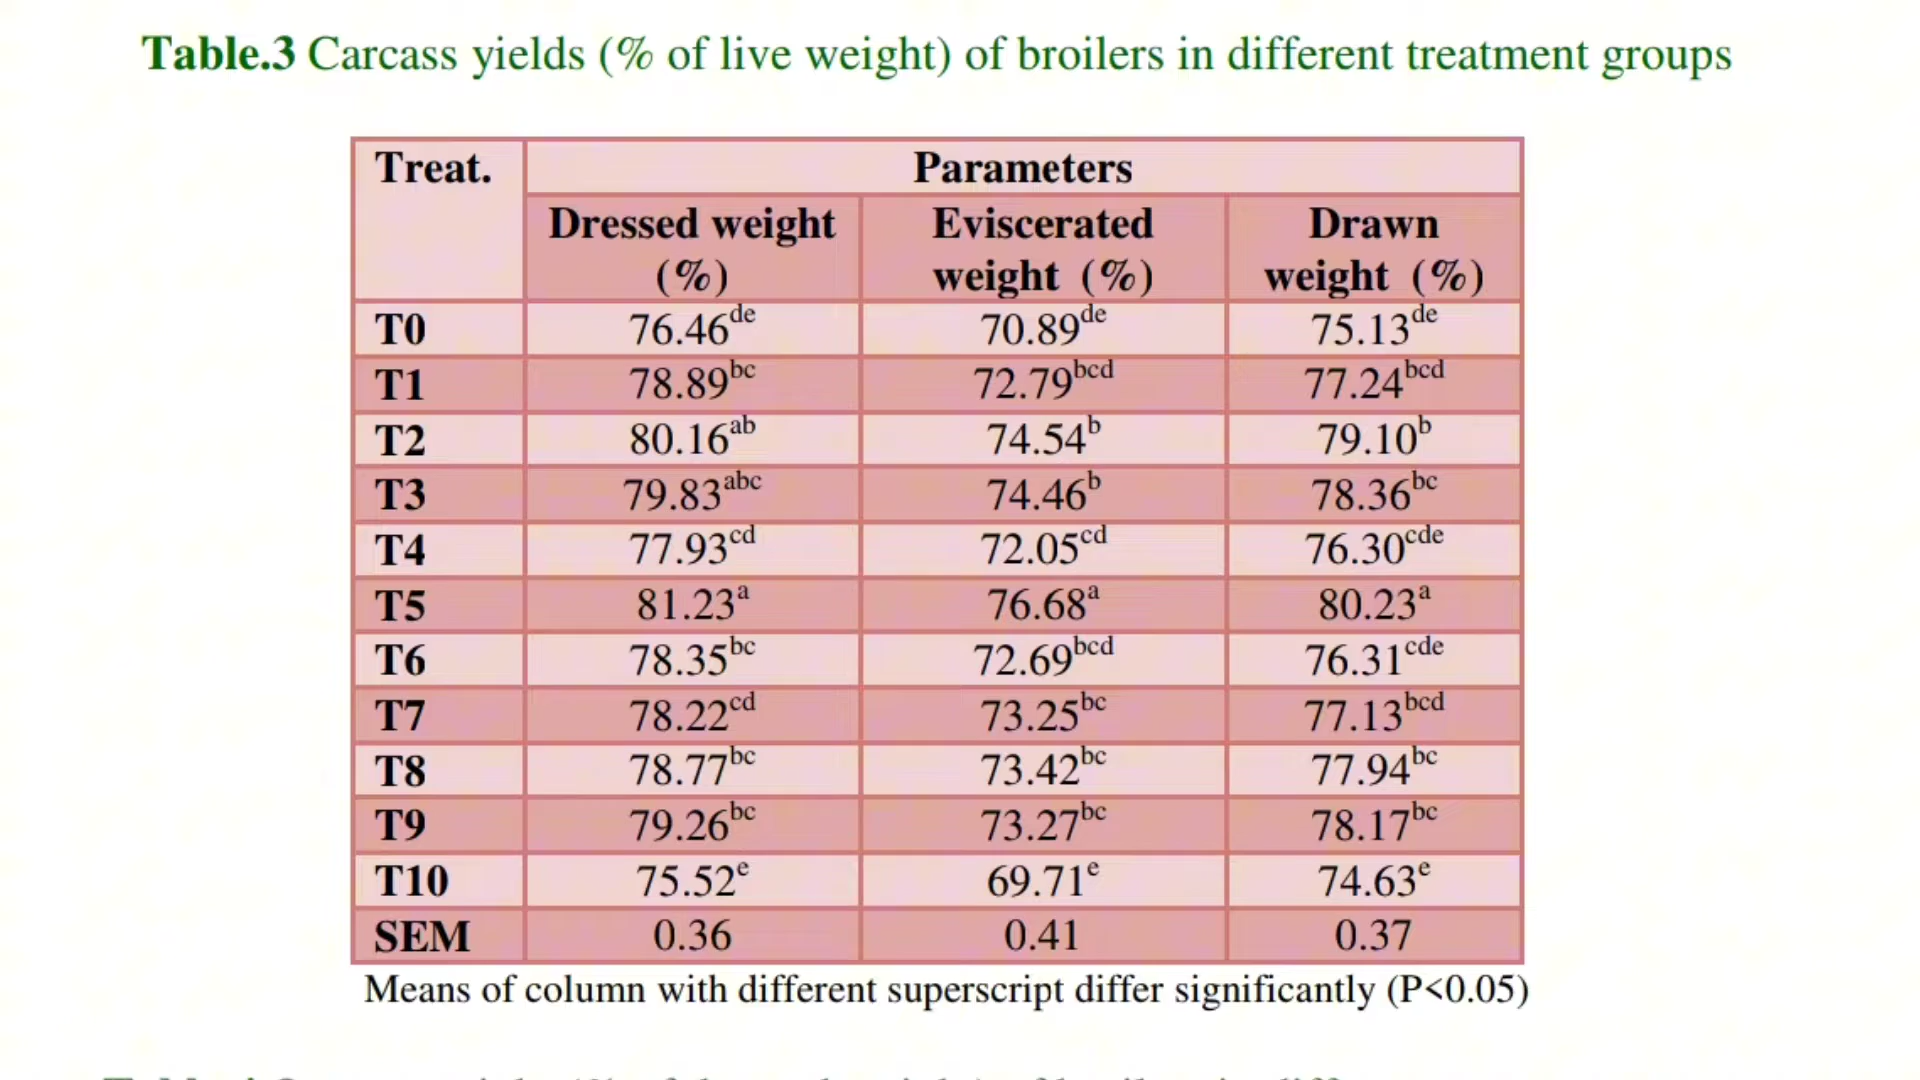 Table.3 Carcass yields (% of live weight) of broilers in different treatment groups
Treat. Parameters
Dressed weight (%) Eviscerated weight (%) Drawn weight (%)
T0 76.46de 70.89de 75.13de
T1 78.89bc 72.79bcd 77.24bcd
T2 80.16ab 74.54b 79.10b
T3 79.83abc 74.46b 78.36bc
T4 77.93cd 72.05cd 76.30cde
T5 81.23a 76.68a 80.23a
T6 78.35bc 72.69bcd 76.31cde
T7 78.22cd 73.25bc 77.13bcd
T8 78.77bc 73.42bc 77.94bc
T9 79.26bc 73.27bc 78.17bc
T10 75.52e 69.71e 74.63e
SEM 0.36 0.41 0.37
Means of column with different superscript differ significantly (P<0.05)